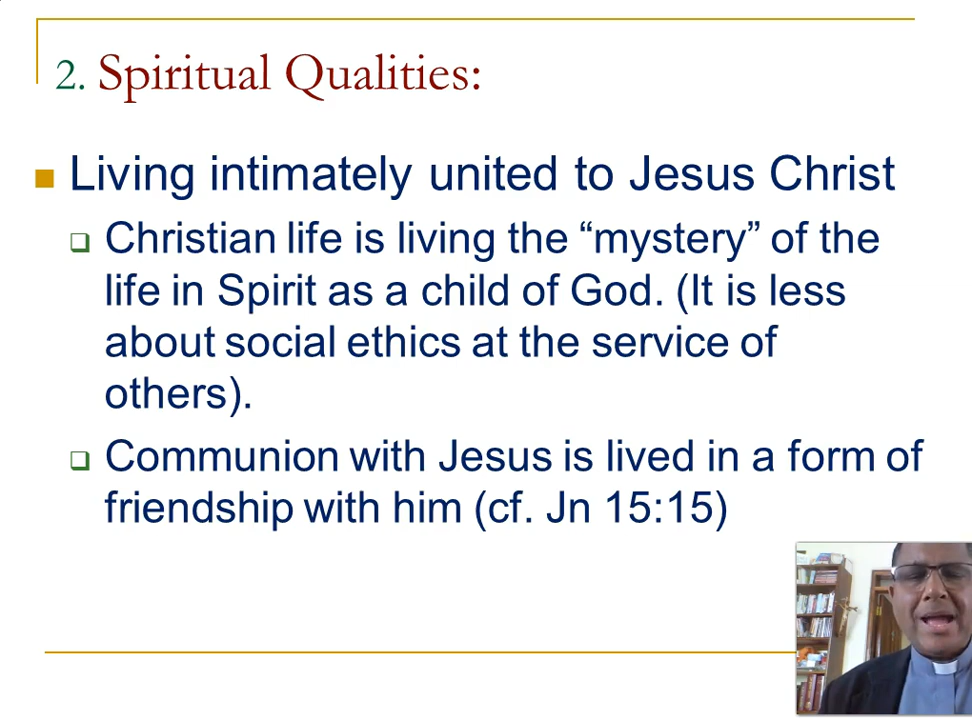 2. Spiritual Qualities:
Living intimately united to Jesus Christ
Christian life is living the “mystery” of the
life in Spirit as a child of God. (It is less
about social ethics at the service of
others).
Communion with Jesus is lived in a form of
friendship with him (cf. Jn 15:15)